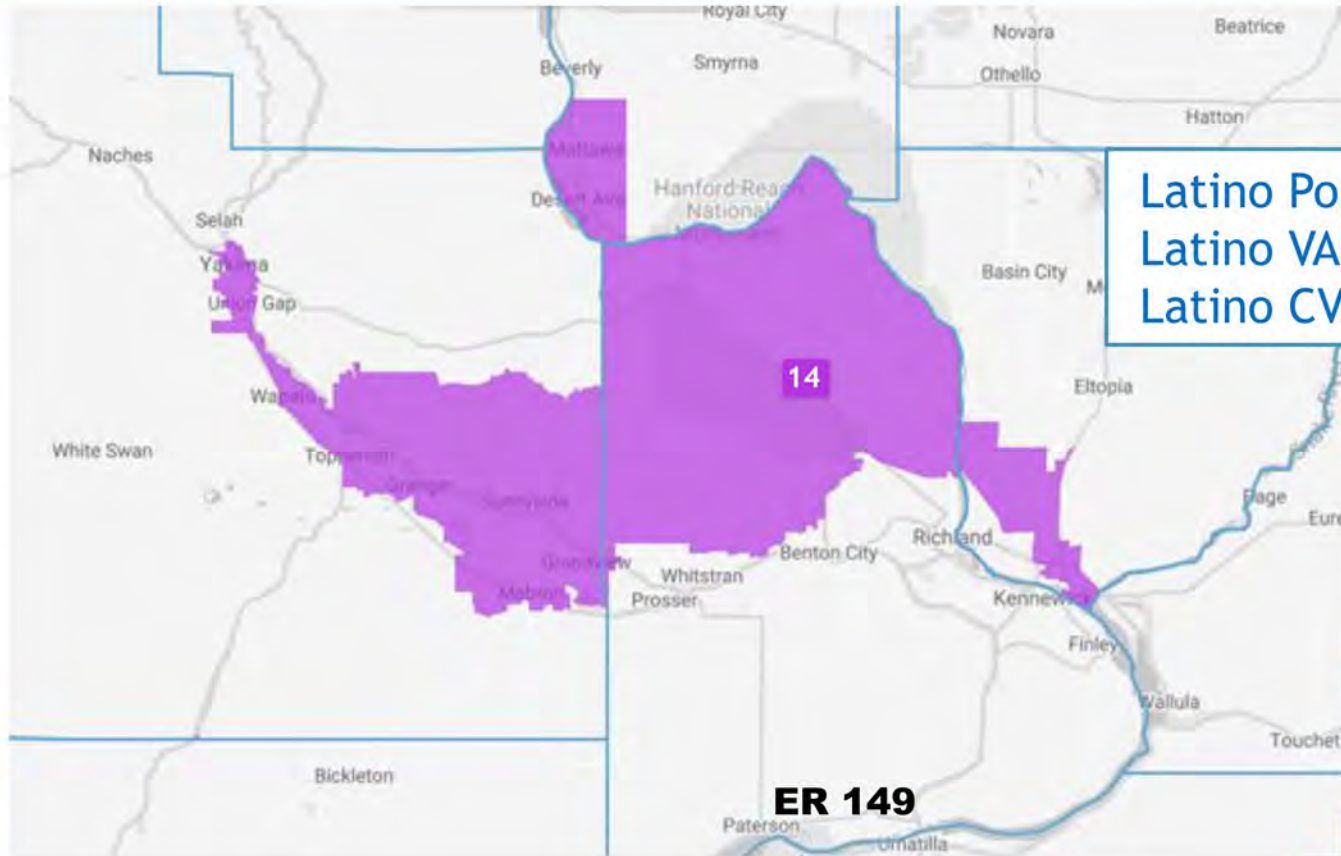 Royal City
Novara
Beatrice
Beverly
Smyrna
Othello
Hatton
Naches
Mattawa
Desert Aire
Hanford Reach
National
Selah
Yakima
Union Gap
Basin City
M
Latino Po
Latino VA
Latino CV
14
Wapato
Eltopia
White Swan
Toppenish
Granger
Sunnyside
Page
Eure
Richland
Benton City
Grandview
Whitstran
Mabton
Prosser
Kennewick
Finley
Wallula
Touchet
Bickleton
ER 149
Paterson
Umatilla